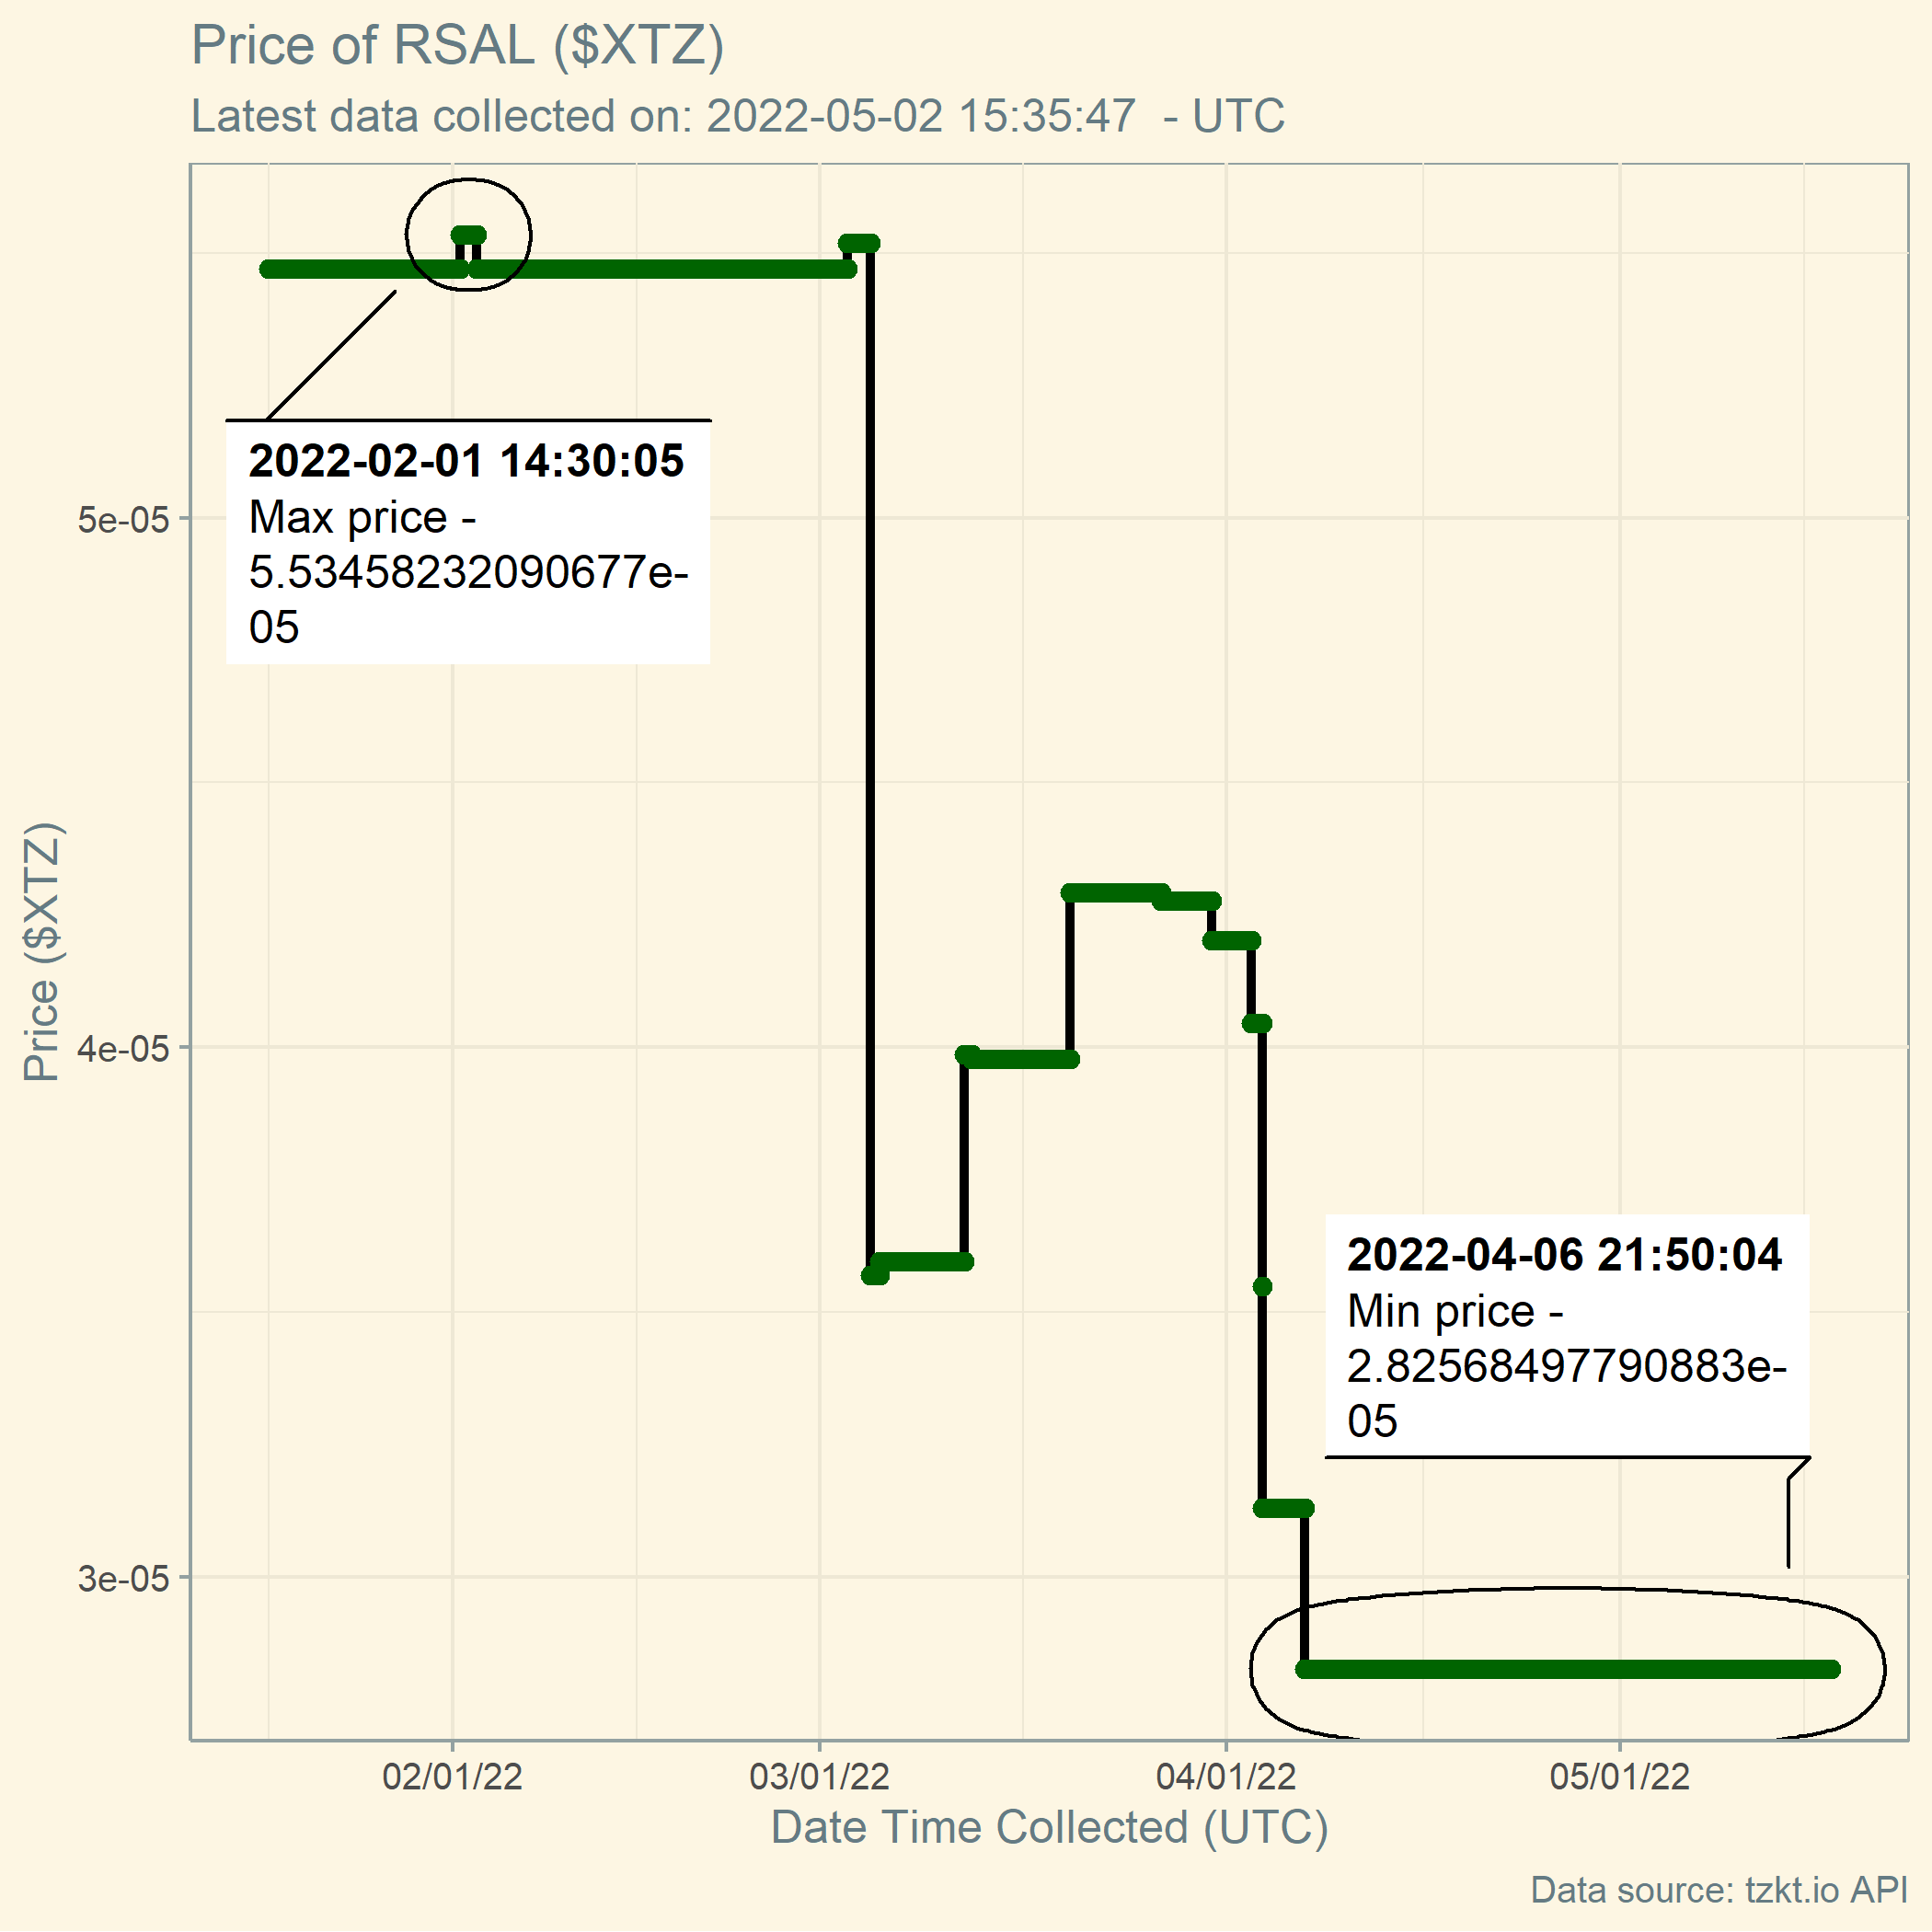 Price of RSAL ($XTZ)
Latest data collected on: 2022-05-02 15:35:47  - UTC
2022-02-01 14:30:05
Max price -
5.53458232090677e-
05
5e-05
Price ($XTZ)
4e-05
2022-04-06 21:50:04
Min price -
2.82568497790883e-
05
3e-05
02/01/22
03/01/22
04/01/22
05/01/22
Date Time Collected (UTC)
Data source: tzkt.io API